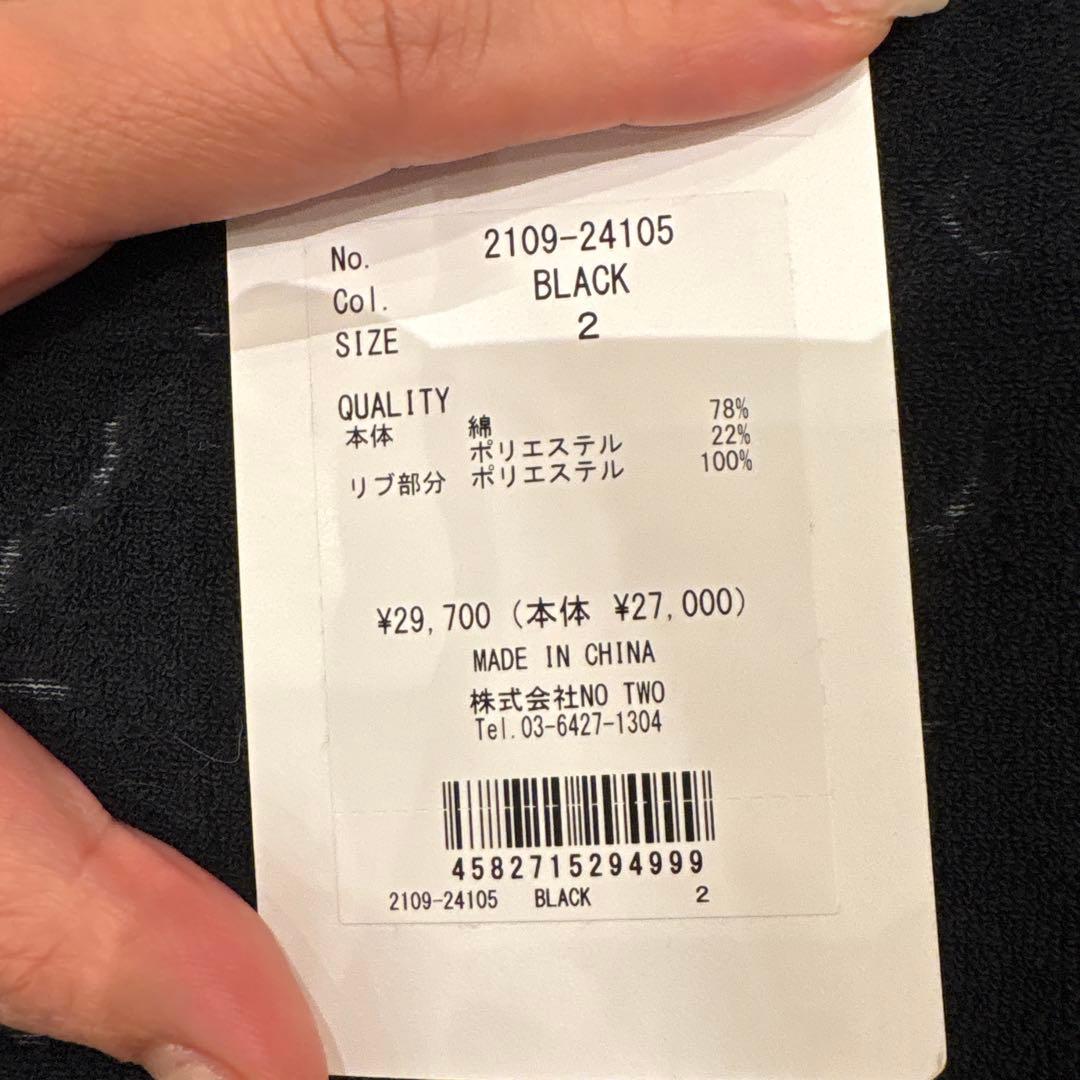 No. 2109-24105
Col. BLACK
SIZE 2
QUALITY
本体 綿 78%
ポリエステル 22%
リブ部分 ポリエステル 100%
¥29,700 (本体 ¥27,000)
MADE IN CHINA
株式会社NO TWO
Tel.03-6427-1304
4582715294999
2109-24105 BLACK 2